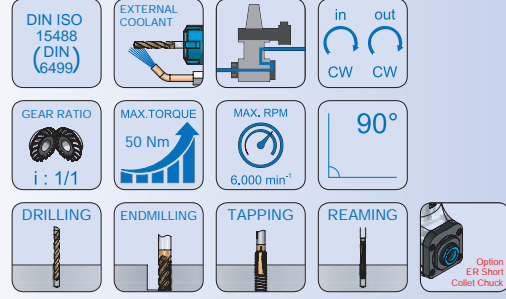 DIN ISO
15488
(DIN
6499)
EXTERNAL
COOLANT
in out
CW CW
GEAR RATIO
i : 1/1
MAX.TORQUE
50 Nm
MAX. RPM
6.000 min-1
90°
DRILLING
ENDMILLING
TAPPING
REAMING
Option
ER Short
Collet Chuck